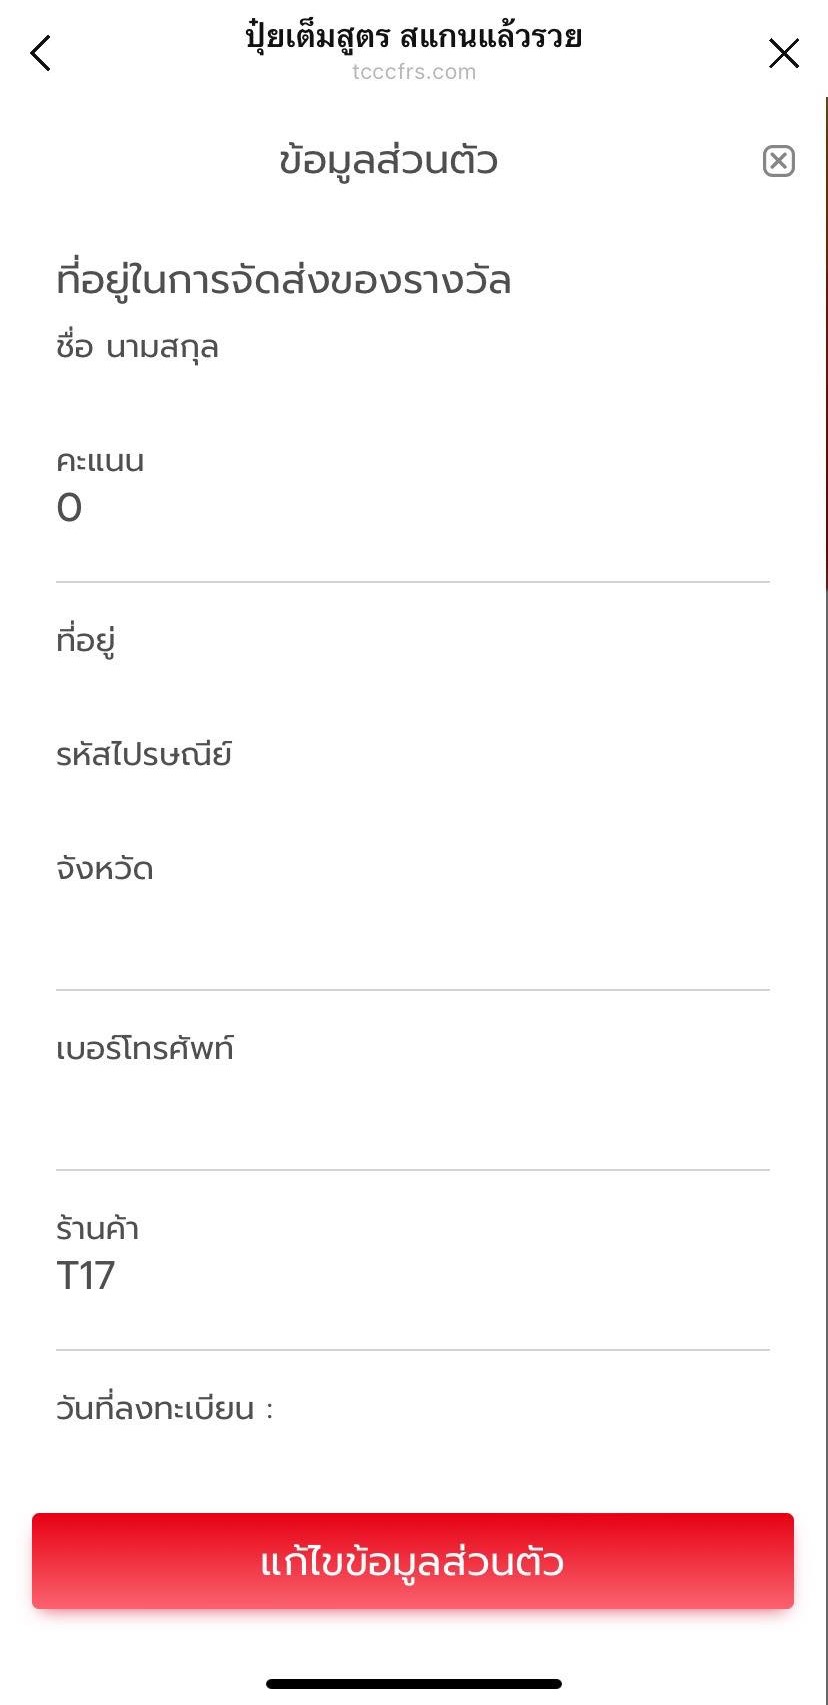 ปุ๋ยเต็มสูตร สแกนแล้วรวย
tcccfrs.com
ข้อมูลส่วนตัว
ที่อยู่ในการจัดส่งของรางวัล
ชื่อ นามสกุล
คะแนน
0
ที่อยู่
รหัสไปรษณีย์
จังหวัด
เบอร์โทรศัพท์
ร้านค้า
T17
วันที่ลงทะเบียน :
แก้ไขข้อมูลส่วนตัว